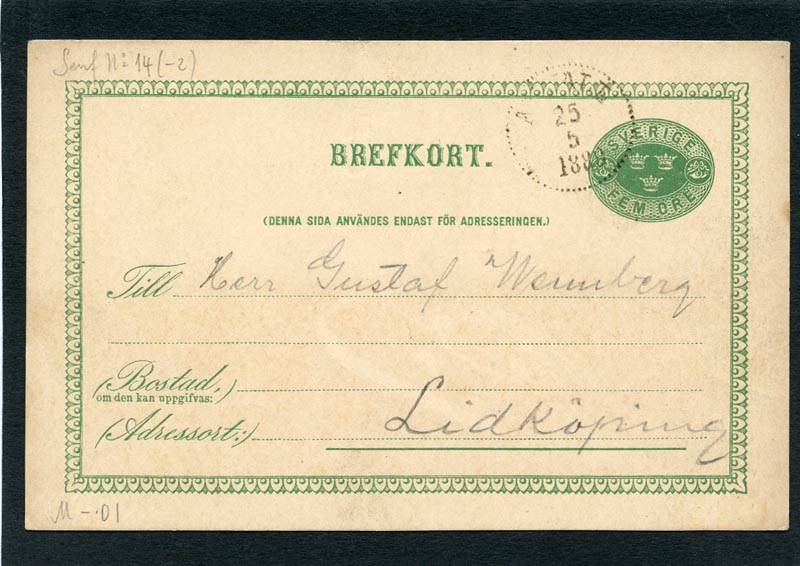 Senf No 14 (-2)
25
5
BREFKORT.
SVERIGE
FEM ÖRE
(DENNA SIDA ANVÄNDES ENDAST FÖR ADRESSERINGEN.)
Till Herr Gustaf Wennberg
(Bostad,)
om den kan uppgifvas:
(Adressort:) Lidköping
M -.01